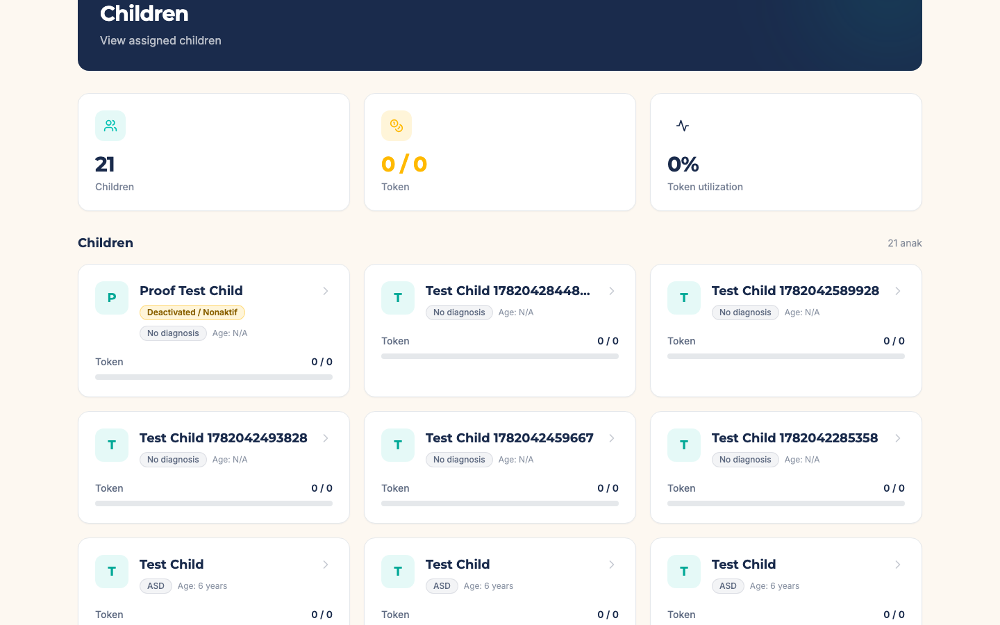 Children
View assigned children
21
Children
0 / 0
Token
0%
Token utilization
Children
21 anak
P
Proof Test Child
Deactivated / Nonaktif
No diagnosis
Age: N/A
Token
0 / 0
T
Test Child 17820428448...
No diagnosis
Age: N/A
Token
0 / 0
T
Test Child 1782042589928
No diagnosis
Age: N/A
Token
0 / 0
T
Test Child 1782042493828
No diagnosis
Age: N/A
Token
0 / 0
T
Test Child 1782042459667
No diagnosis
Age: N/A
Token
0 / 0
T
Test Child 1782042285358
No diagnosis
Age: N/A
Token
0 / 0
T
Test Child
ASD
Age: 6 years
Token
0 / 0
T
Test Child
ASD
Age: 6 years
Token
0 / 0
T
Test Child
ASD
Age: 6 years
Token
0 / 0